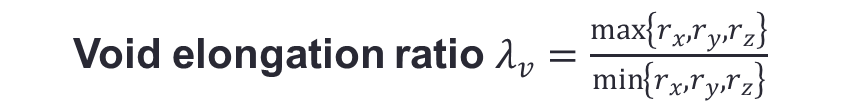 Void elongation ratio λ_v = max{r_x,r_y,r_z} / min{r_x,r_y,r_z}